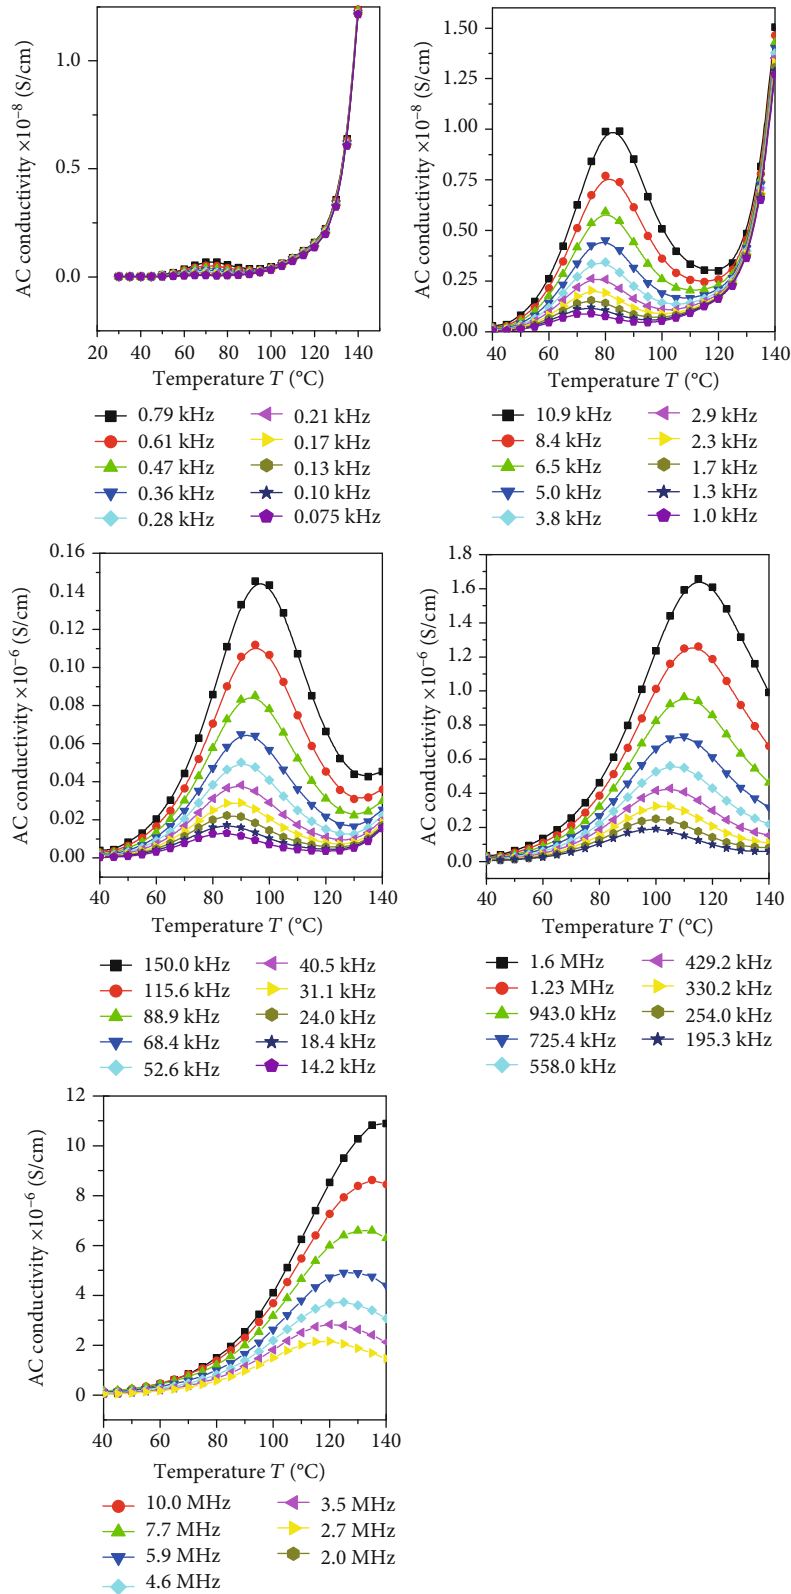 AC conductivity ×10⁻⁸ (S/cm)
1.0
0.5
0.0
20 40 60 80 100 120 140
Temperature T (°C)
0.79 kHz 0.21 kHz
0.61 kHz 0.17 kHz
0.47 kHz 0.13 kHz
0.36 kHz 0.10 kHz
0.28 kHz 0.075 kHz
AC conductivity ×10⁻⁸ (S/cm)
1.50
1.25
1.00
0.75
0.50
0.25
0.00
40 60 80 100 120 140
Temperature T (°C)
10.9 kHz 2.9 kHz
8.4 kHz 2.3 kHz
6.5 kHz 1.7 kHz
5.0 kHz 1.3 kHz
3.8 kHz 1.0 kHz
AC conductivity ×10⁻⁶ (S/cm)
0.16
0.14
0.12
0.10
0.08
0.06
0.04
0.02
0.00
40 60 80 100 120 140
Temperature T (°C)
150.0 kHz 40.5 kHz
115.6 kHz 31.1 kHz
88.9 kHz 24.0 kHz
68.4 kHz 18.4 kHz
52.6 kHz 14.2 kHz
AC conductivity ×10⁻⁶ (S/cm)
1.8
1.6
1.4
1.2
1.0
0.8
0.6
0.4
0.2
0.0
40 60 80 100 120 140
Temperature T (°C)
1.6 MHz 429.2 kHz
1.23 MHz 330.2 kHz
943.0 kHz 254.0 kHz
725.4 kHz 195.3 kHz
558.0 kHz
AC conductivity ×10⁻⁶ (S/cm)
12
10
8
6
4
2
0
40 60 80 100 120 140
Temperature T (°C)
10.0 MHz 3.5 MHz
7.7 MHz 2.7 MHz
5.9 MHz 2.0 MHz
4.6 MHz